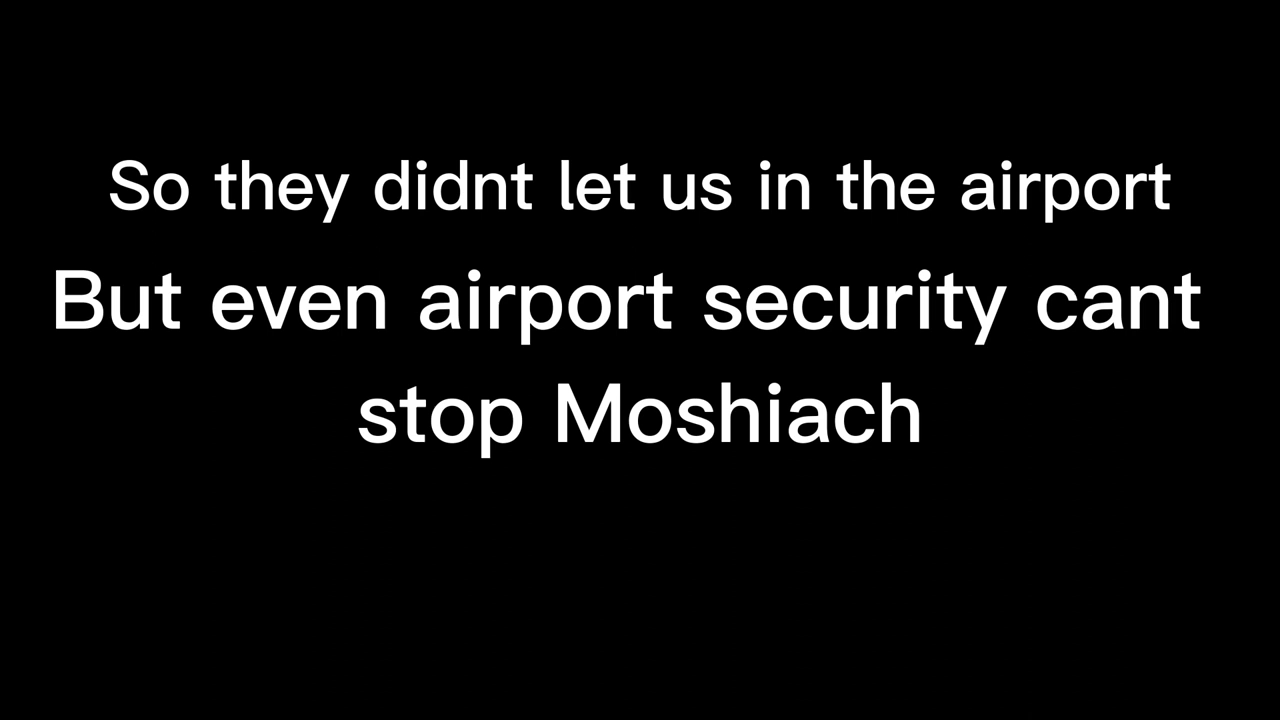 So they didnt let us in the airport
But even airport security cant
stop Moshiach